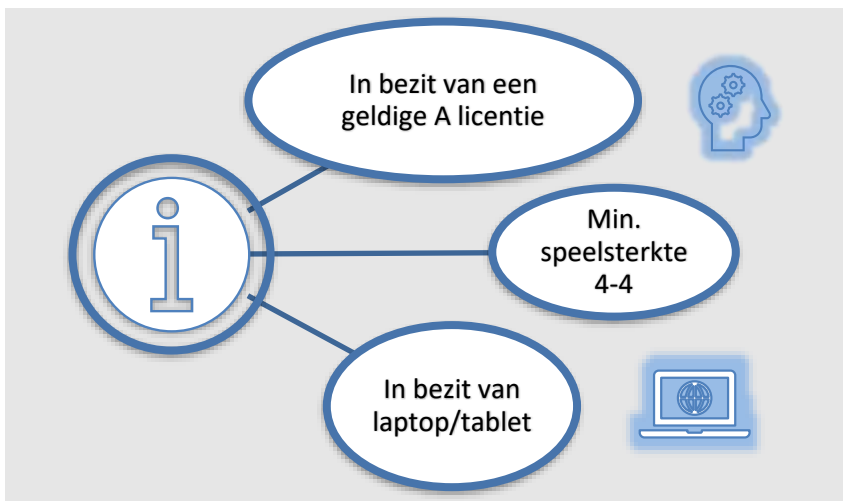 In bezit van een
geldige A licentie
Min.
speelsterkte
4-4
In bezit van
laptop/tablet